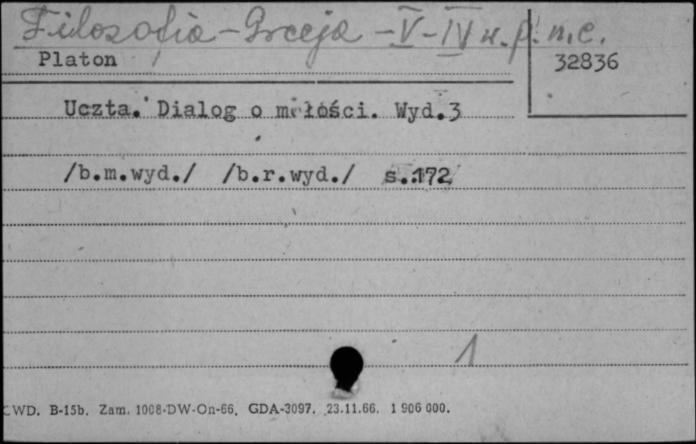 Filozofia - Grecja - V-IV w. p. n. e.
Platon
32836
Uczta. Dialog o miłości. Wyd.3
/b.m.wyd./ /b.r.wyd./ s.172
1
CWD. B-15b. Zam. 1008-DW-On-66. GDA-3097. 23.11.66. 1 906 000.